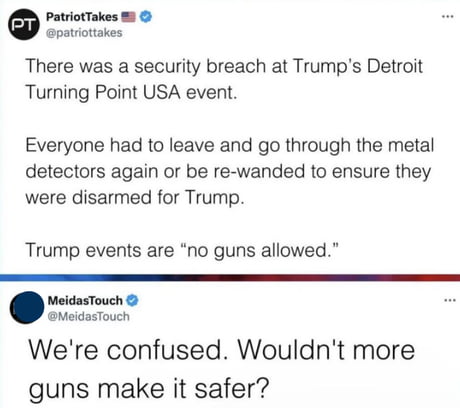 PT
PatriotTakes 🇺🇸
@patriottakes
There was a security breach at Trump's Detroit
Turning Point USA event.
Everyone had to leave and go through the metal
detectors again or be re-wanded to ensure they
were disarmed for Trump.
Trump events are “no guns allowed.”
MeidasTouch
@MeidasTouch
We're confused. Wouldn't more
guns make it safer?